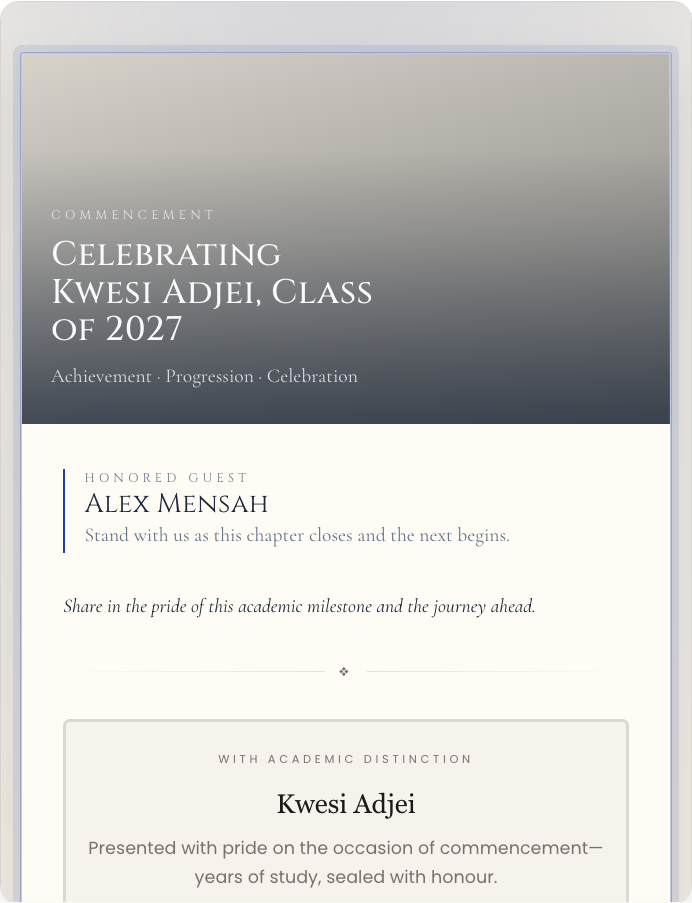 COMMENCEMENT
Celebrating
Kwesi Adjei, Class
of 2027
Achievement · Progression · Celebration
HONORED GUEST
Alex Mensah
Stand with us as this chapter closes and the next begins.
Share in the pride of this academic milestone and the journey ahead.
WITH ACADEMIC DISTINCTION
Kwesi Adjei
Presented with pride on the occasion of commencement—
years of study, sealed with honour.